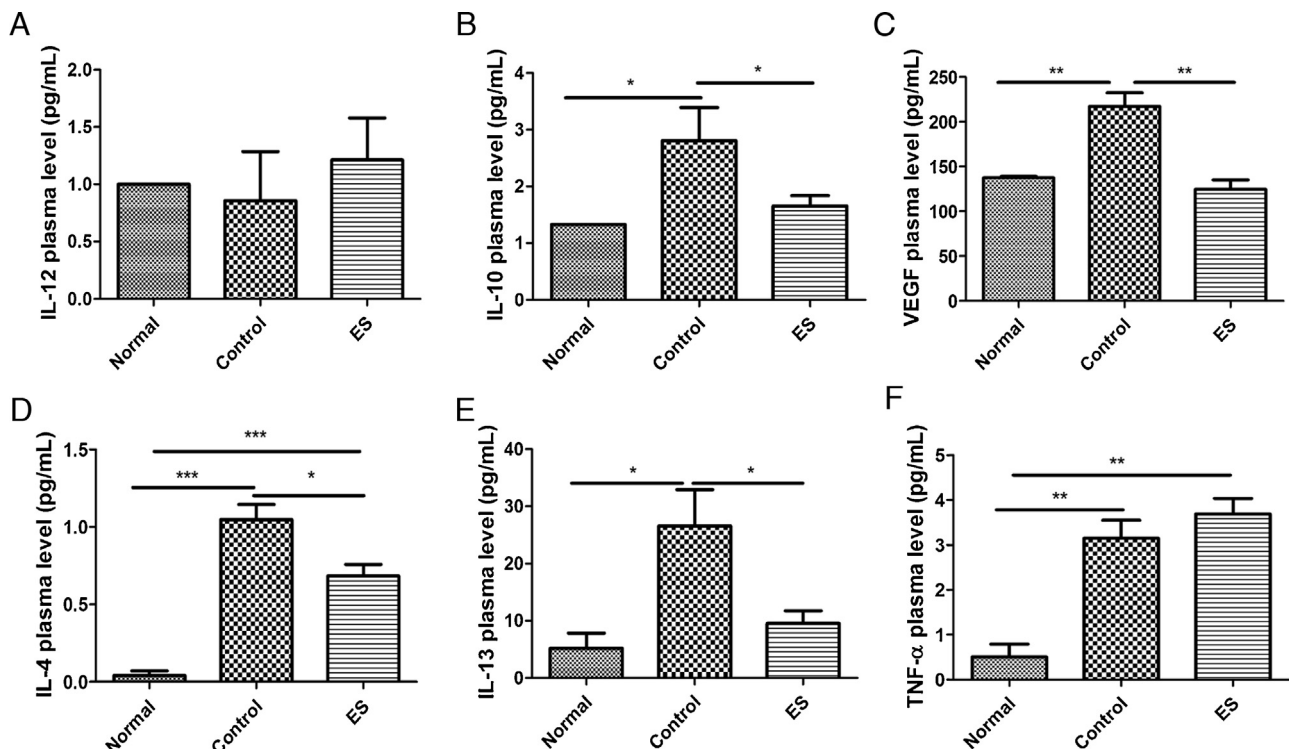 A
IL-12 plasma level (pg/mL)
2.0
1.5
1.0
0.5
0.0
Normal
Control
ES
B
IL-10 plasma level (pg/mL)
4
3
2
1
0
*
*
Normal
Control
ES
C
VEGF plasma level (pg/mL)
250
200
150
100
50
0
**
**
Normal
Control
ES
D
IL-4 plasma level (pg/mL)
1.5
1.0
0.5
0.0
***
***
*
Normal
Control
ES
E
IL-13 plasma level (pg/mL)
40
30
20
10
0
*
*
Normal
Control
ES
F
TNF-α plasma level (pg/mL)
5
4
3
2
1
0
**
**
Normal
Control
ES